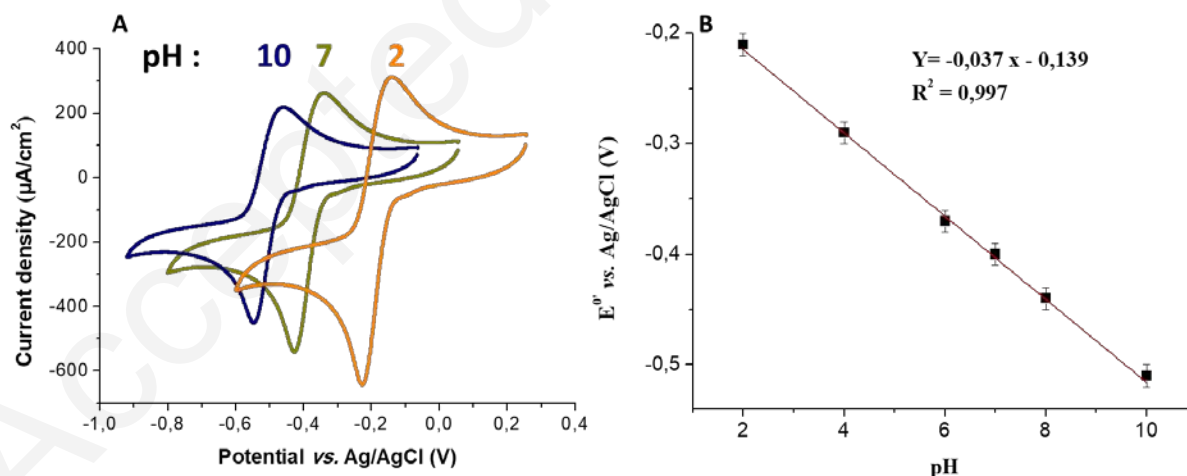 Accepted
A
pH : 10 7 2
400
200
0
-200
-400
-600
Current density (µA/cm²)
-1,0 -0,8 -0,6 -0,4 -0,2 0,0 0,2 0,4
Potential vs. Ag/AgCl (V)
B
Y= -0,037 x - 0,139
R² = 0,997
-0,2
-0,3
-0,4
-0,5
E⁰' vs. Ag/AgCl (V)
2 4 6 8 10
pH